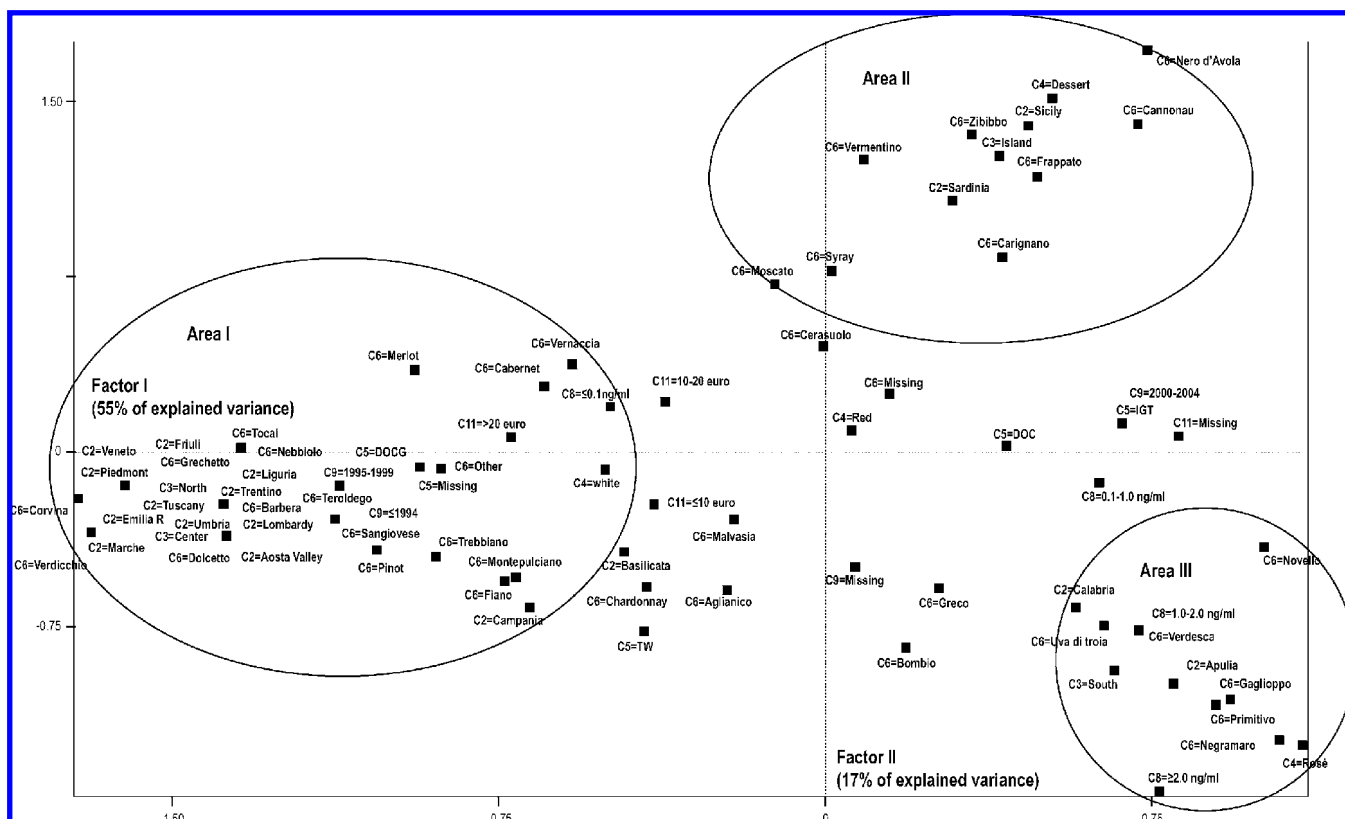 C6=Nero d'Avola
Area II
C4=Dessert
1.50
C2=Sicily
C6=Cannonau
C6=Zibibbo
C3=Island
C6=Vermentino
C6=Frappato
C2=Sardinia
C6=Carignano
C6=Syray
C6=Moscato
Area I
C6=Cerasuolo
C6=Vernaccia
C6=Merlot
C6=Cabernet
C11=10-20 euro
C8=Missing
Factor I
(55% of explained variance)
C8=≤0.1ng/ml
C9=2000-2004
C5=IGT
C4=Red
C11=Missing
C11=>20 euro
C6=Tocai
C5=DOC
C2=Friuli
0
C2=Veneto
C6=Nebbiolo
C5=DOCG
C6=Grechetto
C6=Other
C2=Piedmont
C2=Liguria
C9=1995-1999
C5=Missing
C4=white
C3=North
C2=Trentino
C6=Teroldego
C8=0.1-1.0 ng/ml
C6=Corvina
C2=Tuscany
C6=Barbera
C9=≤1994
C11=≤10 euro
C2=Emilia R
C2=Umbria
C2=Lombardy
C6=Sangiovese
C6=Malvasia
C3=Center
C2=Marche
C6=Trebbiano
C6=Dolcetto
C2=Aosta Valley
C6=Pinot
C6=Verdicchio
C6=Montepulciano
C2=Basilicata
C9=Missing
C6=Novello
Area III
C6=Fiano
C6=Chardonnay
C6=Aglianico
C6=Greco
C2=Calabria
C2=Campania
C8=1.0-2.0 ng/ml
-0.75
C5=TW
C6=Uva di troia
C6=Verdesca
C6=Bombio
C2=Apulia
C3=South
C6=Gaglioppo
C6=Primitivo
C6=Negramaro
Factor II
(17% of explained variance)
C4=Rosè
C8=≥2.0 ng/ml
-1.50
-0.75
0
0.75